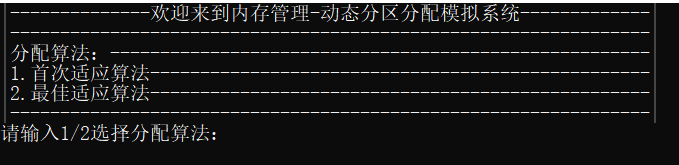 |--------------欢迎来到内存管理-动态分区分配模拟系统-------------|
|----------------------------------------------------------------|
|分配算法：------------------------------------------------------|
|1.首次适应算法--------------------------------------------------|
|2.最佳适应算法--------------------------------------------------|
|----------------------------------------------------------------|
请输入1/2选择分配算法：